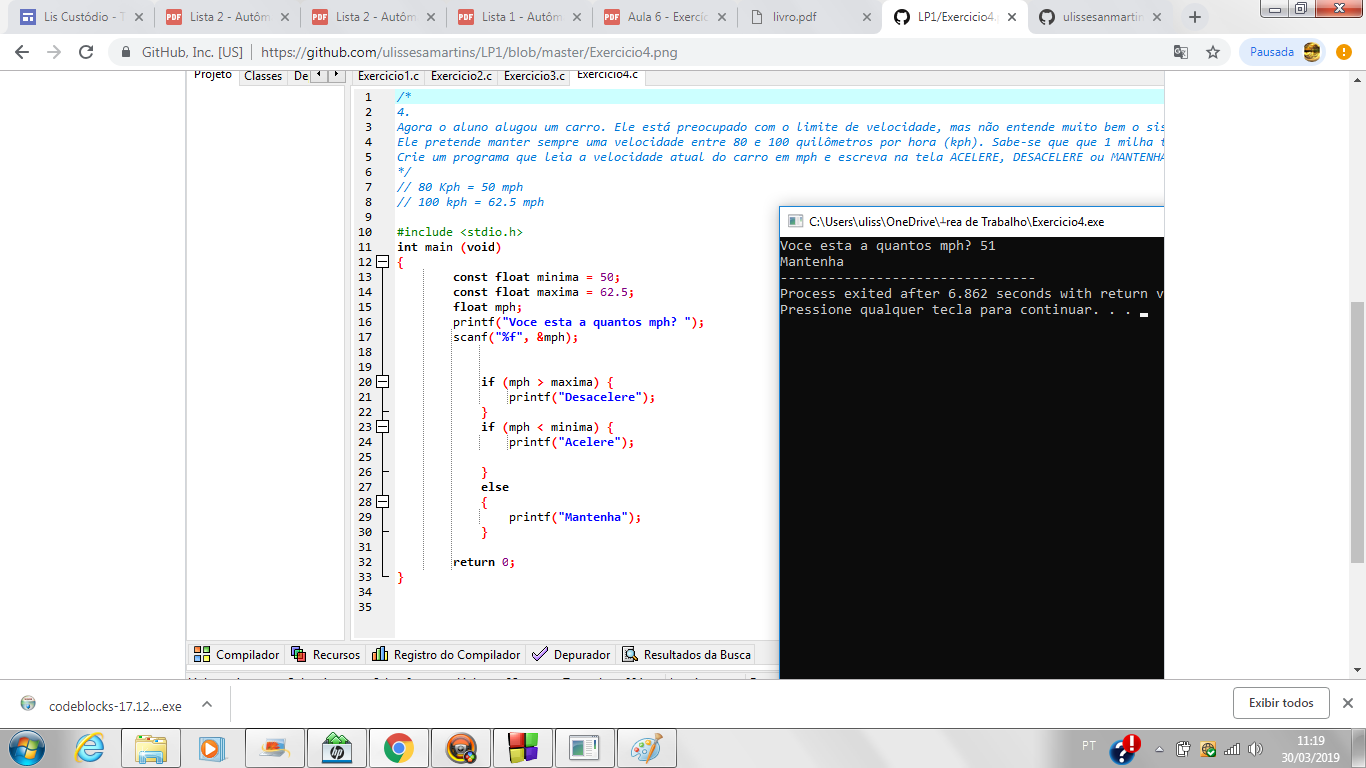 Lis Custódio - T
Lista 2 - Autôm
Lista 2 - Autôm
Lista 1 - Autôm
Aula 6 - Exercíc
livro.pdf
LP1/Exercicio4.
ulissesanmartin
GitHub, Inc. [US] | https://github.com/ulissesamartins/LP1/blob/master/Exercicio4.png
Pausada
Projeto Classes De
Exercicio1.c Exercicio2.c Exercicio3.c Exercicio4.c
1 /*
2 4.
3 Agora o aluno alugou um carro. Ele está preocupado com o limite de velocidade, mas não entende muito bem o sis
4 Ele pretende manter sempre uma velocidade entre 80 e 100 quilômetros por hora (kph). Sabe-se que que 1 milha t
5 Crie um programa que leia a velocidade atual do carro em mph e escreva na tela ACELERE, DESACELERE ou MANTENHA
6 */
7 // 80 Kph = 50 mph
8 // 100 kph = 62.5 mph
9
10 #include <stdio.h>
11 int main (void)
12 {
13 const float minima = 50;
14 const float maxima = 62.5;
15 float mph;
16 printf("Voce esta a quantos mph? ");
17 scanf("%f", &mph);
18
19
20 if (mph > maxima) {
21 printf("Desacelere");
22 }
23 if (mph < minima) {
24 printf("Acelere");
25
26 }
27 else
28 {
29 printf("Mantenha");
30 }
31
32 return 0;
33 }
34
35
C:\Users\uliss\OneDrive\┴rea de Trabalho\Exercicio4.exe
Voce esta a quantos mph? 51
Mantenha
--------------------------------
Process exited after 6.862 seconds with return v
Pressione qualquer tecla para continuar. . .
Compilador Recursos Registro do Compilador Depurador Resultados da Busca
codeblocks-17.12....exe
Exibir todos
PT
11:19
30/03/2019